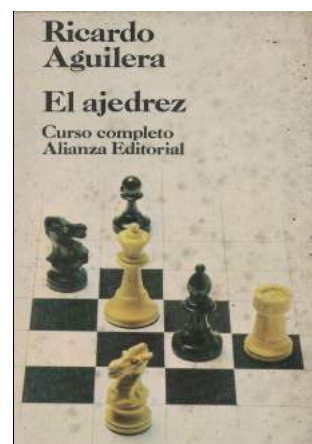 Ricardo
Aguilera
El ajedrez
Curso completo
Alianza Editorial